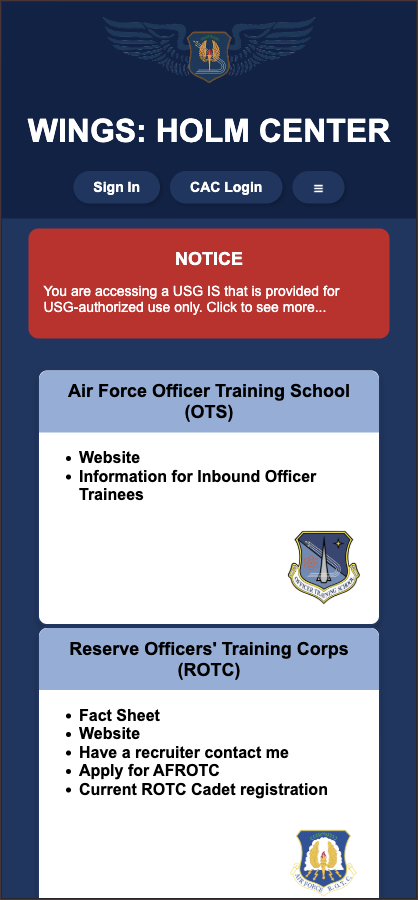 WINGS: HOLM CENTER
Sign In
CAC Login
≡
NOTICE
You are accessing a USG IS that is provided for
USG-authorized use only. Click to see more...
Air Force Officer Training School
(OTS)
• Website
• Information for Inbound Officer
Trainees
OFFICER TRAINING SCHOOL
Reserve Officers' Training Corps
(ROTC)
• Fact Sheet
• Website
• Have a recruiter contact me
• Apply for AFROTC
• Current ROTC Cadet registration
AIR FORCE R.O.T.C.